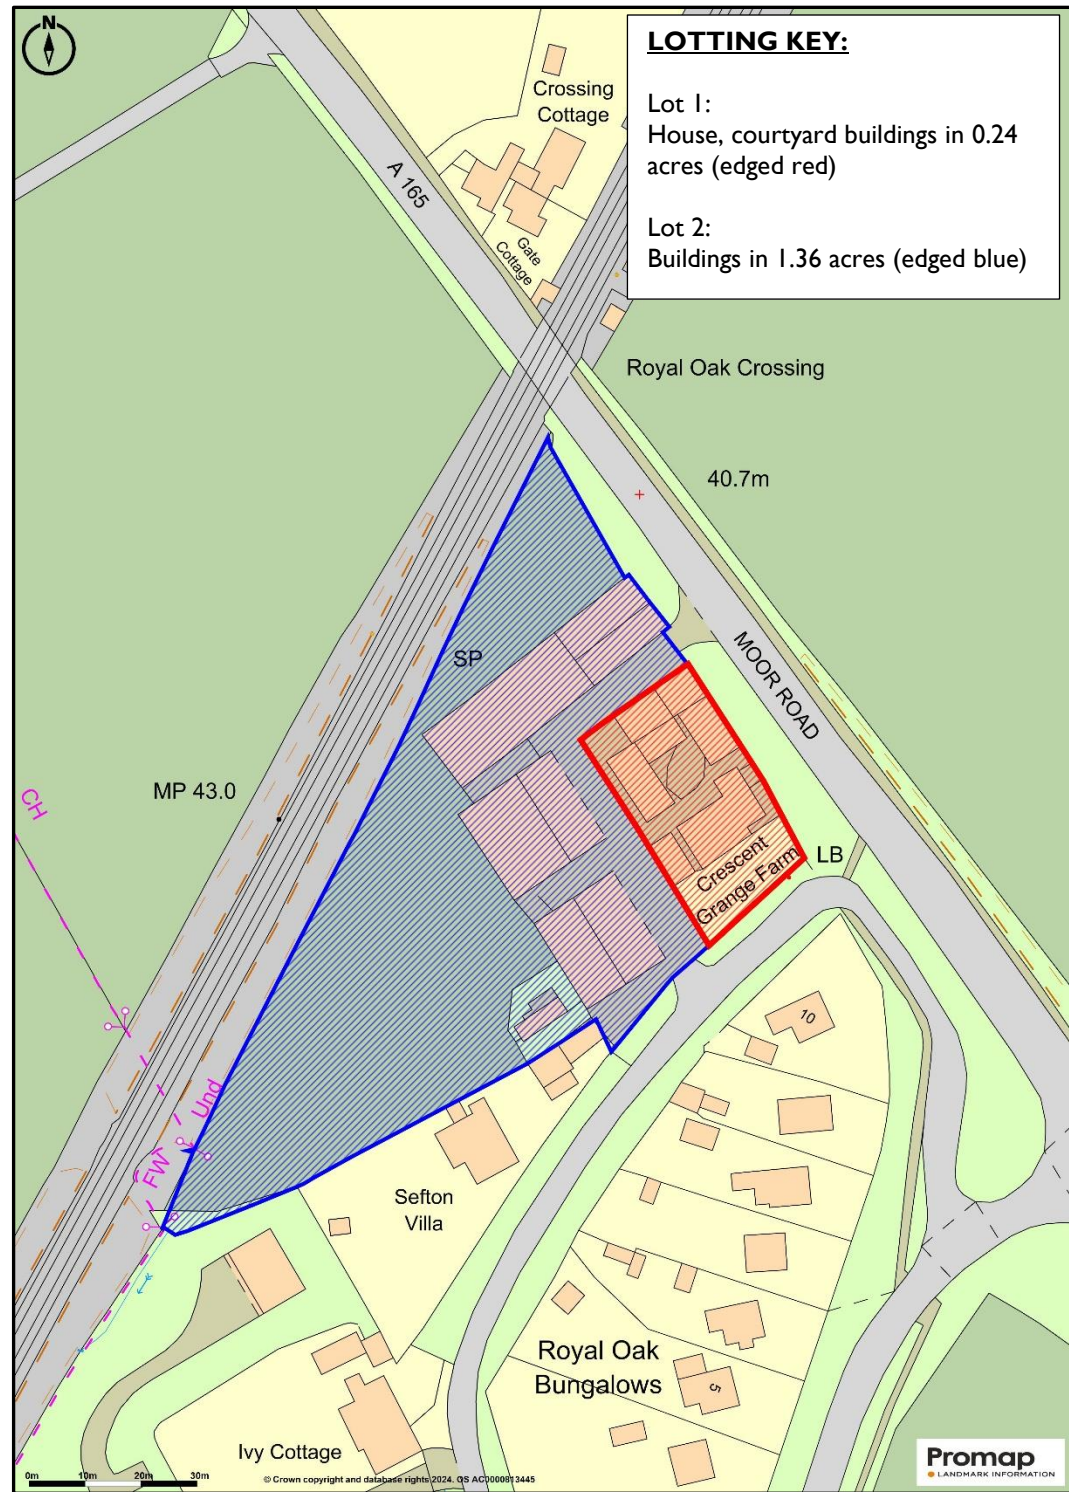 N
LOTTING KEY:
Lot 1:
House, courtyard buildings in 0.24
acres (edged red)
Lot 2:
Buildings in 1.36 acres (edged blue)
Crossing
Cottage
A 165
Gate
Cottage
Royal Oak Crossing
40.7m
MOOR ROAD
SP
MP 43.0
CH
Crescent
Grange Farm
LB
10
Und
FW
Sefton
Villa
Royal Oak
Bungalows
5
Ivy Cottage
0m 10m 20m 30m
© Crown copyright and database rights 2024. OS AC0000813445
Promap
LANDMARK INFORMATION